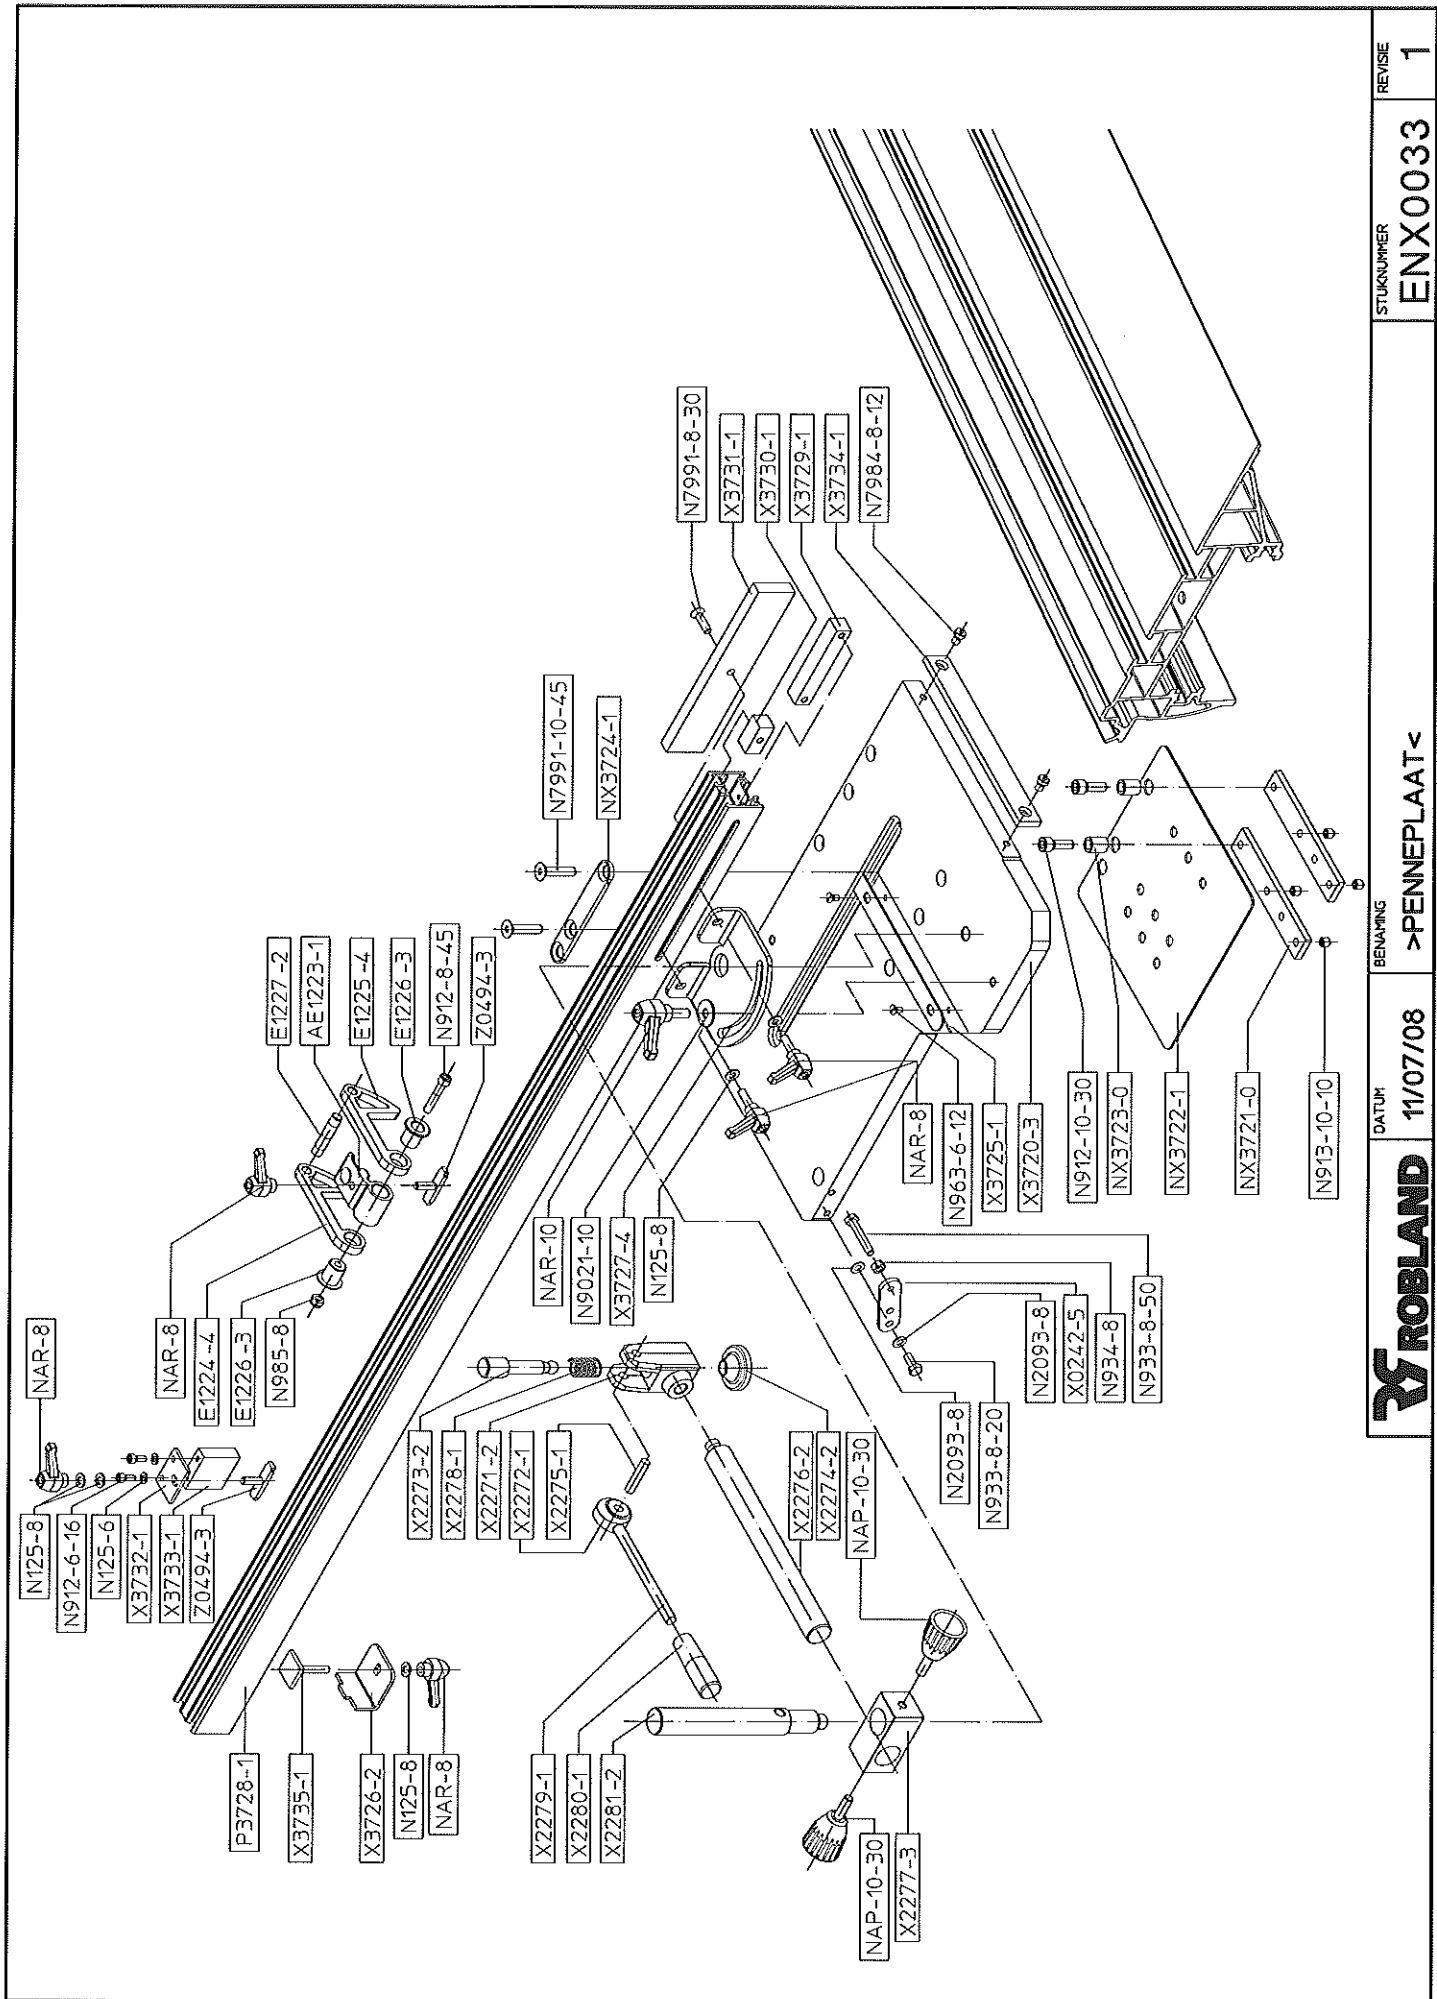 NAR-8
N125-8
N912-6-16
N125-6
X3732-1
X3733-1
Z0494-3
P3728-1
X3735-1
X3726-2
N125-8
NAR-8
E1227-2
AE1223-1
E1225-4
E1226-3
N912-8-45
Z0494-3
NAR-8
E1224-4
E1226-3
N985-8
N7991-10-45
NX3724-1
N7991-8-30
X3731-1
X3730-1
X3729-1
X3734-1
N7984-8-12
NAR-10
N9021-10
X3727-4
N125-8
X2273-2
X2278-1
X2271-2
X2272-1
X2275-1
X2279-1
X2280-1
X2281-2
X2276-2
X2274-2
NAP-10-30
NAP-10-30
X2277-3
NAR-8
N963-6-12
X3725-1
X3720-3
N912-10-30
NX3723-0
NX3722-1
NX3721-0
N913-10-10
N2093-8
N933-8-20
N2093-8
X0242-5
N934-8
N933-8-50
ROBLAND
DATUM
11/07/08
BENAMING
>PENNEPLAAT<
STUKNUMMER
ENX0033
REVISIE
1